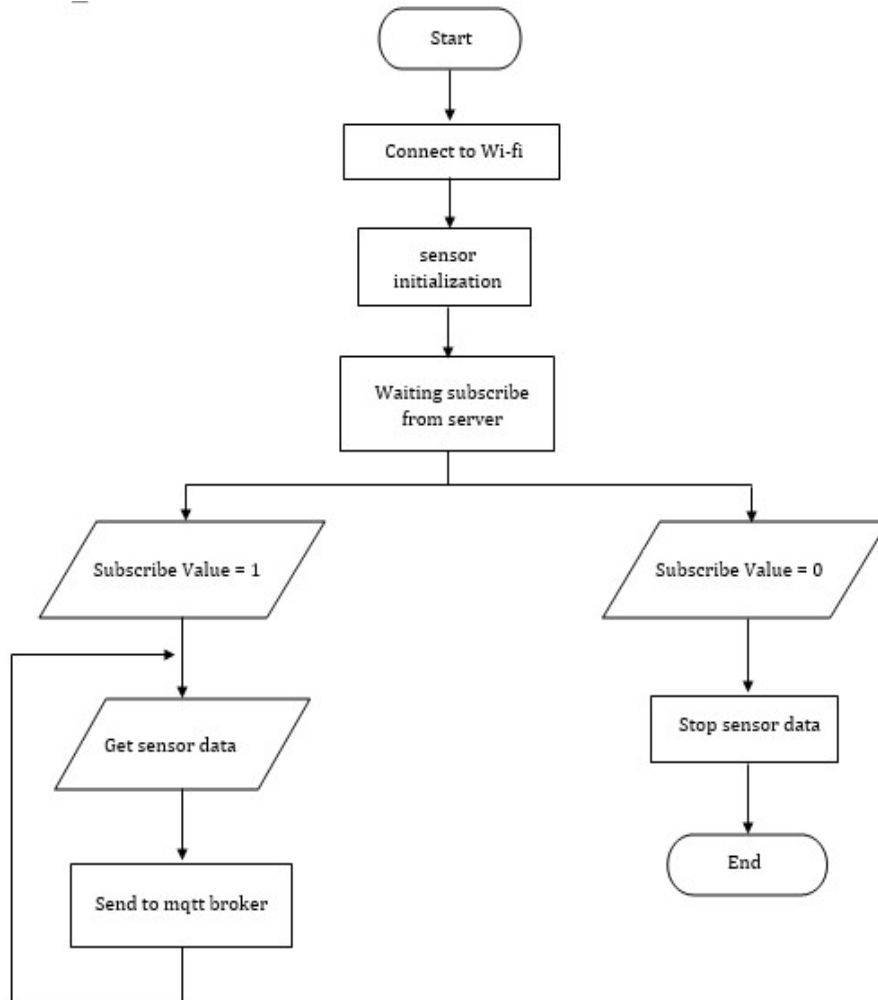 Start
Connect to Wi-fi
sensor
initialization
Waiting subscribe
from server
Subscribe Value = 1
Subscribe Value = 0
Get sensor data
Stop sensor data
Send to mqtt broker
End